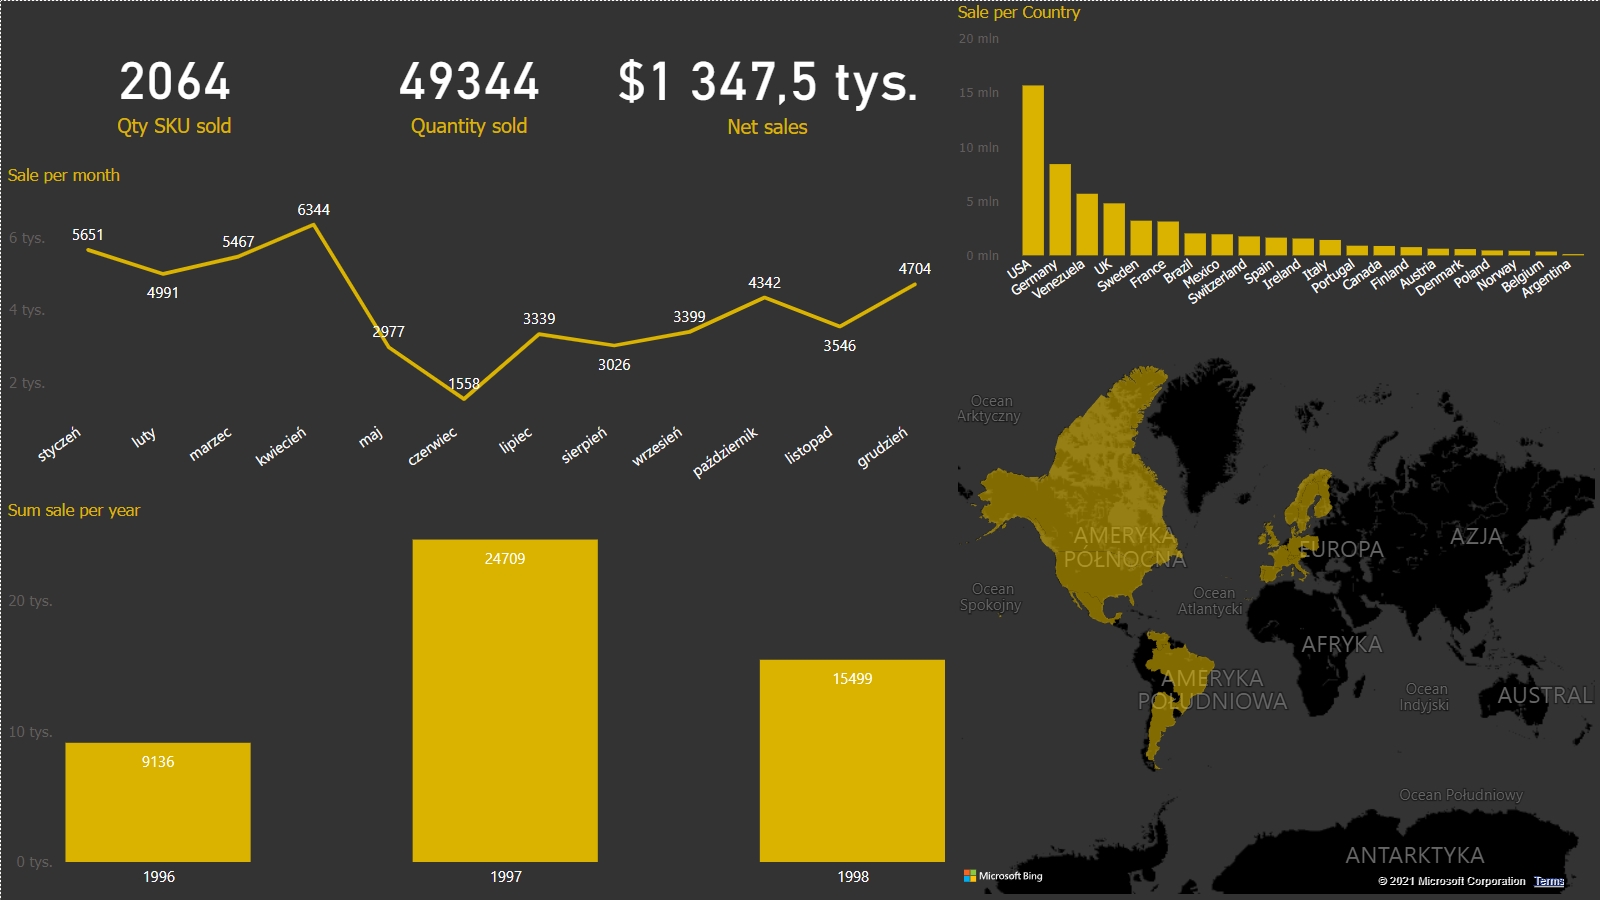 2064
Qty SKU sold
49344
Quantity sold
$1 347,5 tys.
Net sales
Sale per month
6 tys.
4 tys.
2 tys.
5651
4991
5467
6344
2977
1558
3339
3026
3399
4342
3546
4704
styczeń
luty
marzec
kwiecień
maj
czerwiec
lipiec
sierpień
wrzesień
październik
listopad
grudzień
Sum sale per year
20 tys.
10 tys.
0 tys.
9136
24709
15499
1996
1997
1998
Sale per Country
20 mln
15 mln
10 mln
5 mln
0 mln
USA
Germany
Venezuela
UK
Sweden
France
Brazil
Mexico
Switzerland
Spain
Ireland
Italy
Portugal
Canada
Finland
Austria
Denmark
Poland
Norway
Belgium
Argentina
Ocean
Arktyczny
AMERYKA
PÓŁNOCNA
EUROPA
AZJA
Ocean
Spokojny
Ocean
Atlantycki
AFRYKA
AMERYKA
POŁUDNIOWA
Ocean
Indyjski
AUSTRAL
Ocean Południowy
ANTARKTYKA
Microsoft Bing
© 2021 Microsoft Corporation Terms